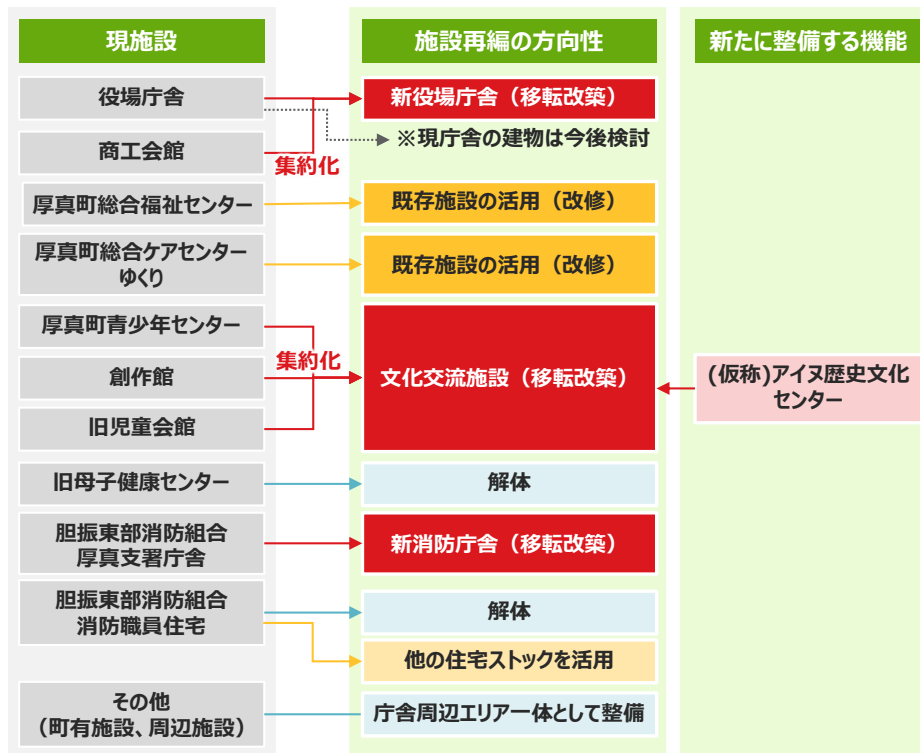 現施設
施設再編の方向性
新たに整備する機能
役場庁舎
新役場庁舎（移転改築）
※現庁舎の建物は今後検討
商工会館
集約化
厚真町総合福祉センター
既存施設の活用（改修）
厚真町総合ケアセンター
ゆくり
既存施設の活用（改修）
厚真町青少年センター
集約化
創作館
文化交流施設（移転改築）
(仮称)アイヌ歴史文化
センター
旧児童会館
旧母子健康センター
解体
胆振東部消防組合
厚真支署庁舎
新消防庁舎（移転改築）
胆振東部消防組合
消防職員住宅
解体
他の住宅ストックを活用
その他
（町有施設、周辺施設）
庁舎周辺エリア一体として整備